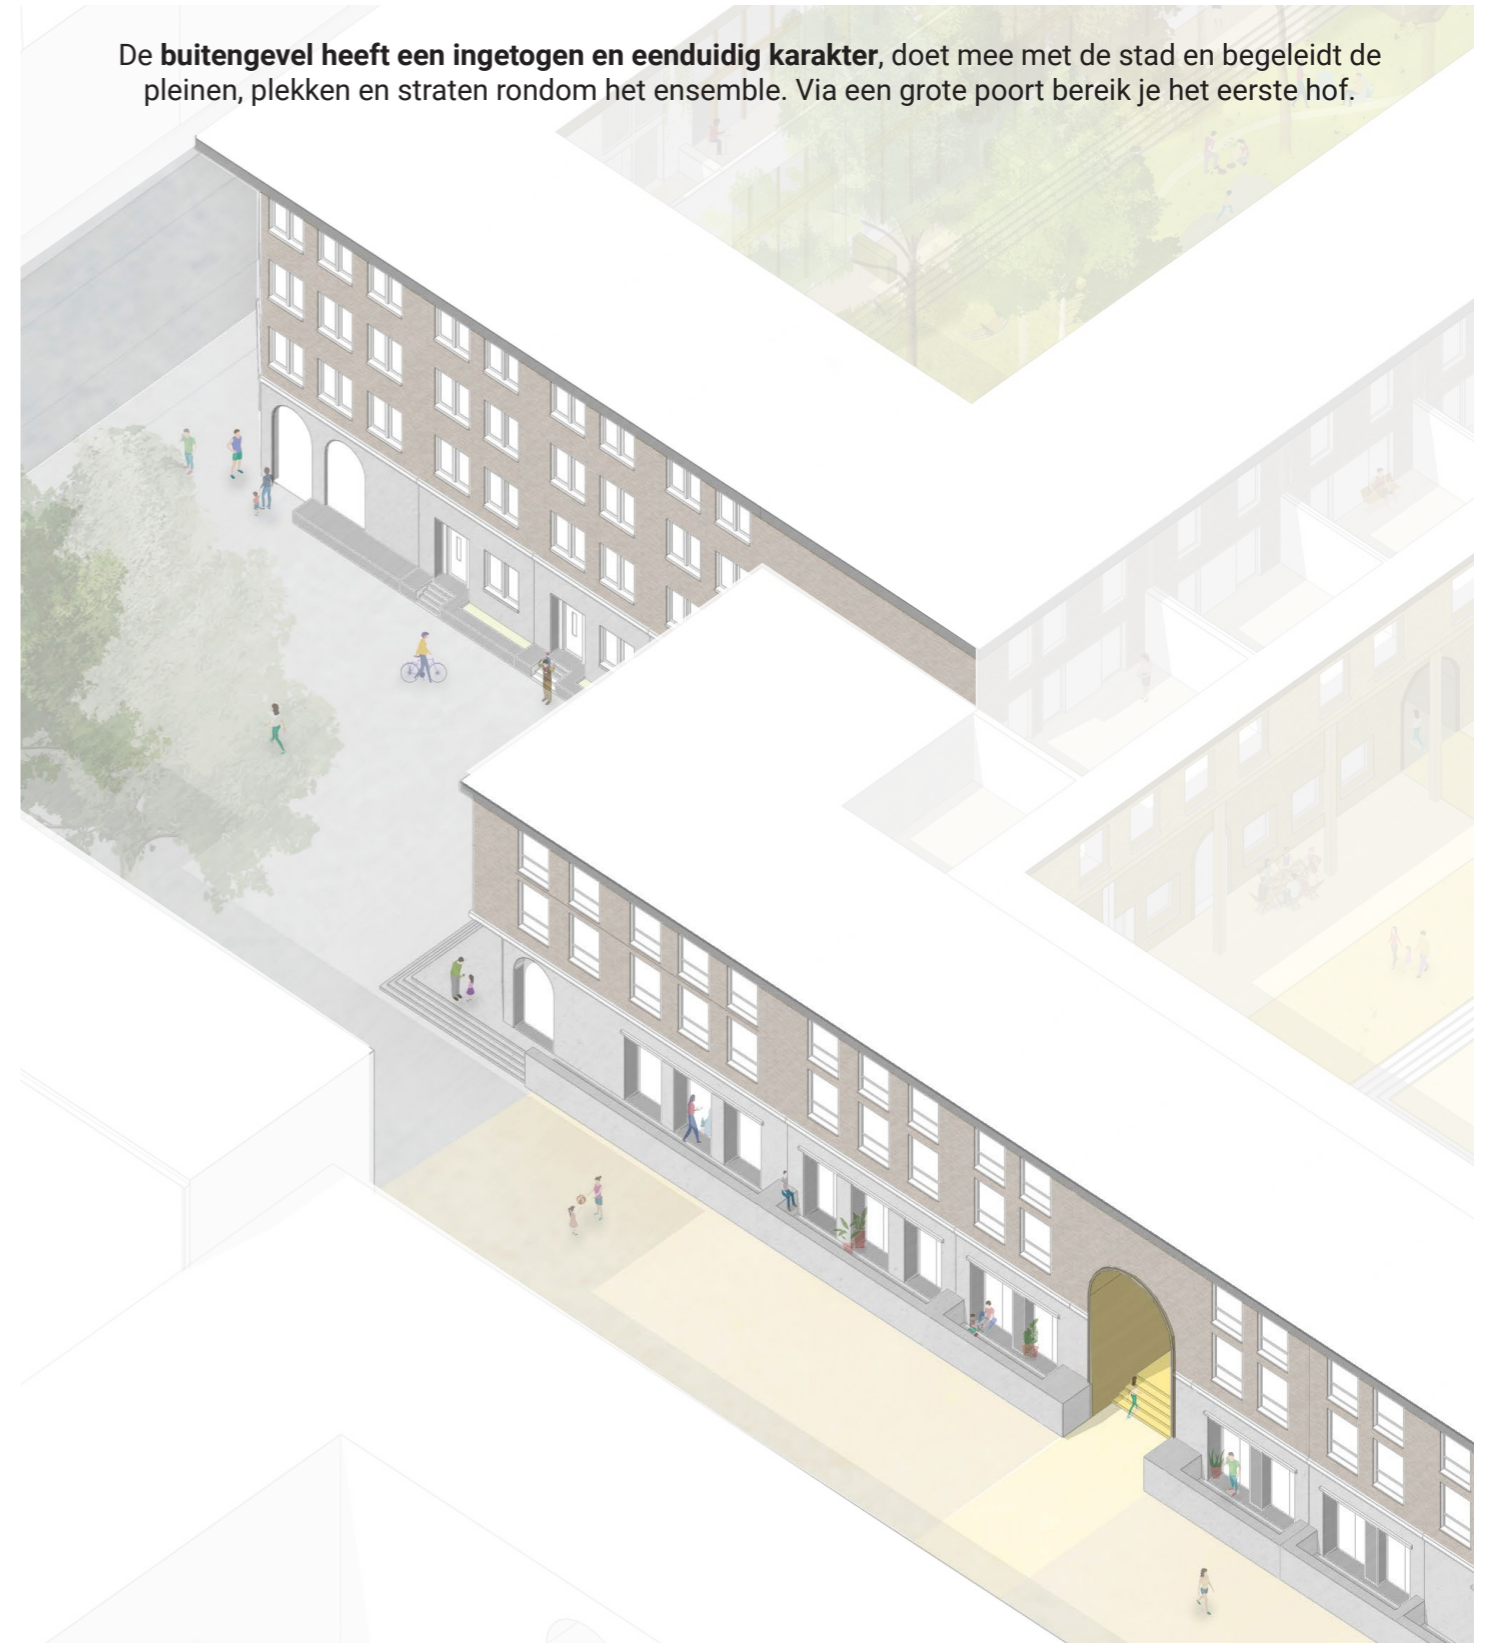 De buitengevel heeft een ingetogen en eenduidig karakter, doet mee met de stad en begeleidt de
pleinen, plekken en straten rondom het ensemble. Via een grote poort bereik je het eerste hof.